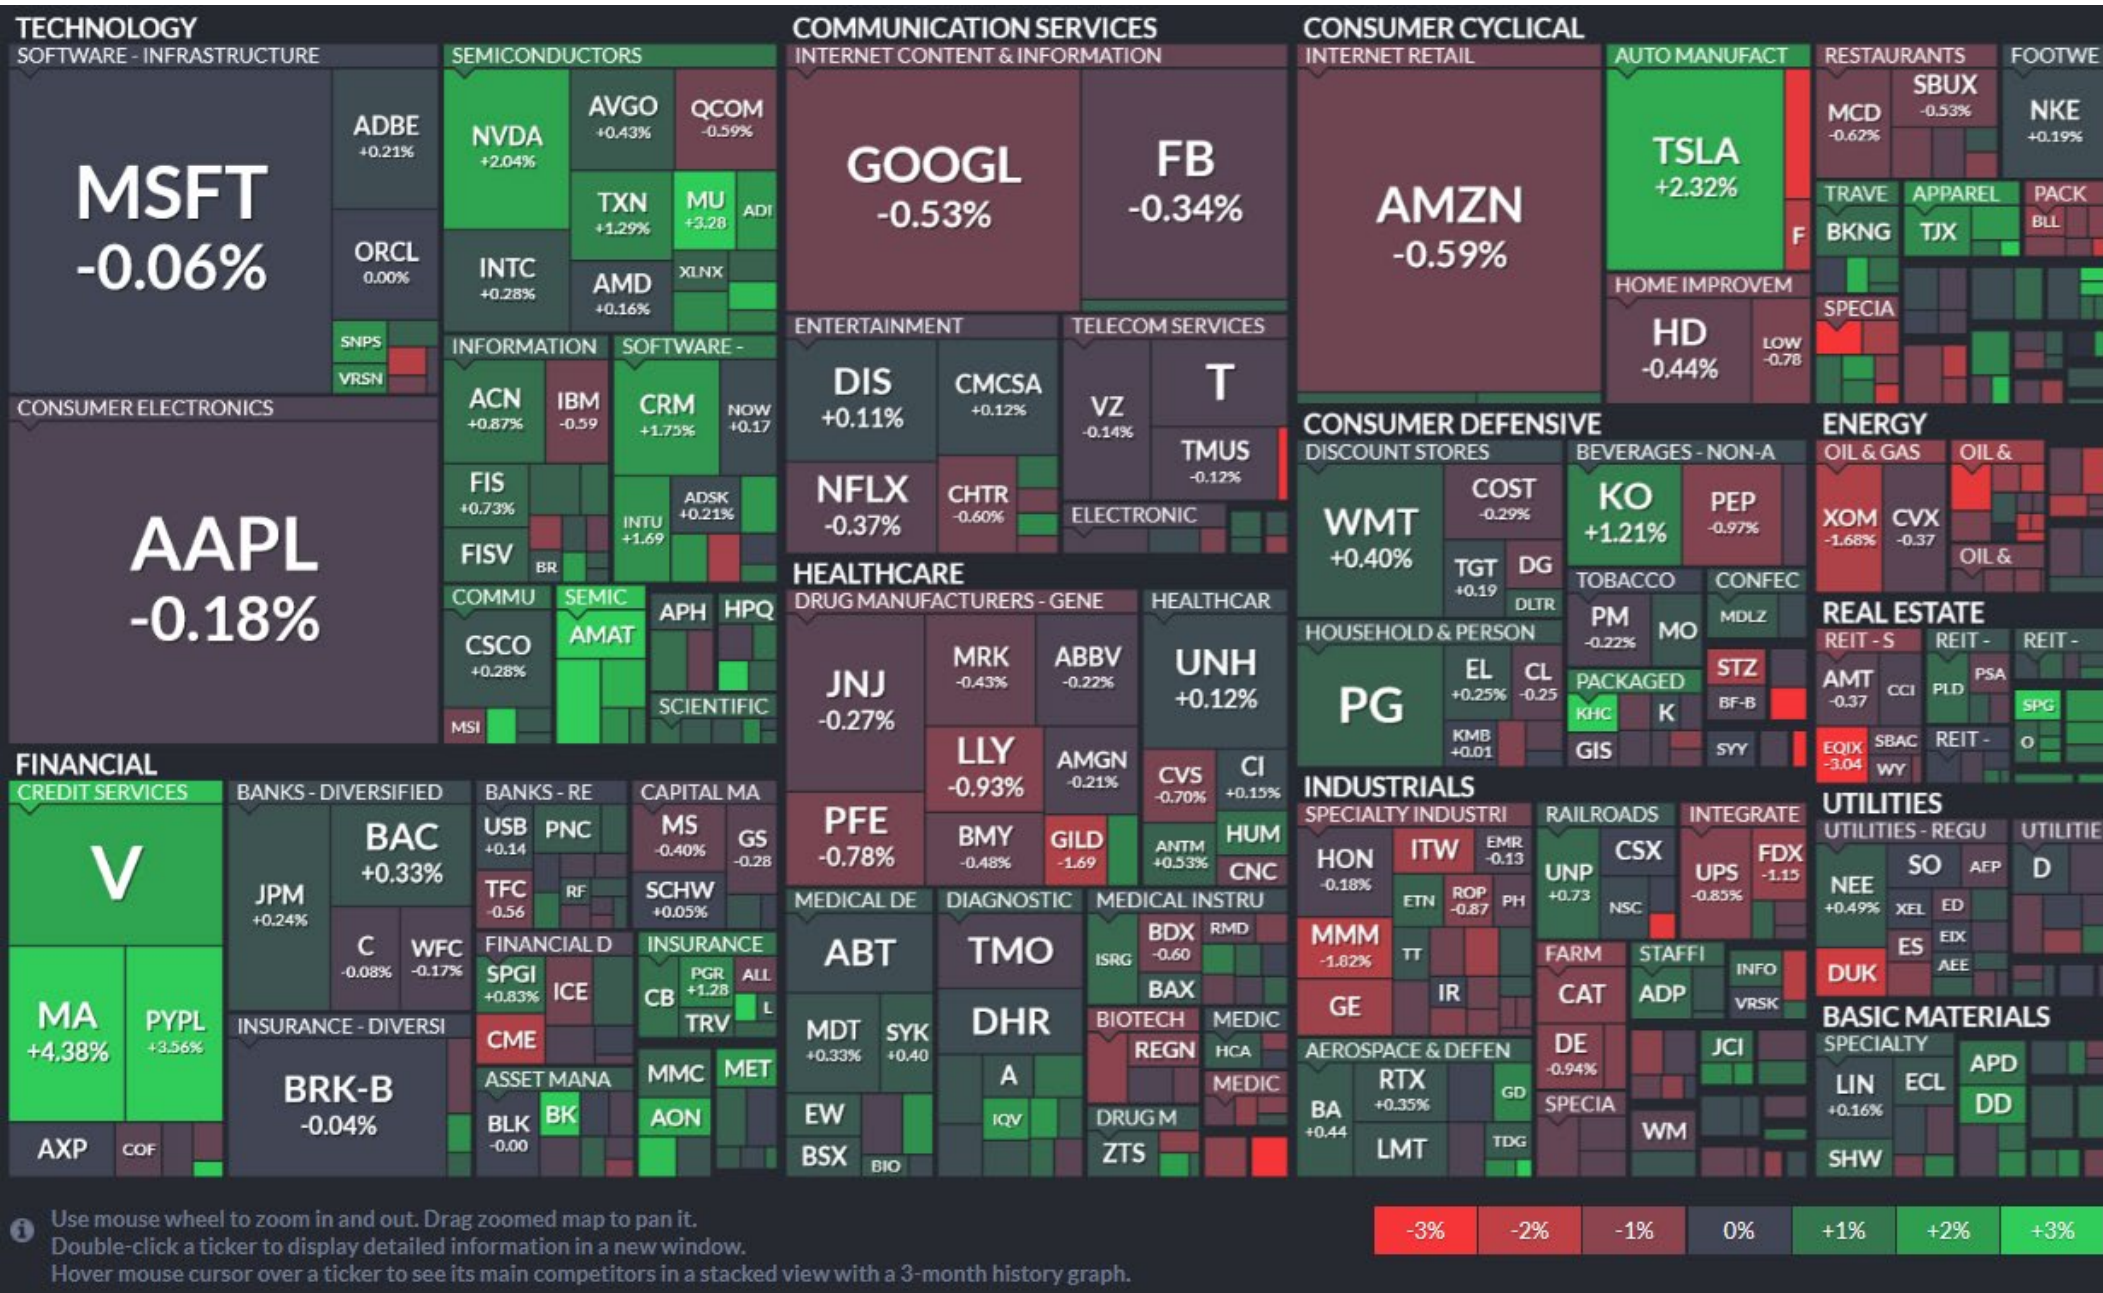 TECHNOLOGY
SOFTWARE - INFRASTRUCTURE
MSFT
-0.06%
ADBE
+0.21%
ORCL
0.00%
SNPS
VRSN
CONSUMER ELECTRONICS
AAPL
-0.18%
SEMICONDUCTORS
NVDA
+2.04%
AVGO
+0.43%
QCOM
-0.59%
TXN
+1.29%
MU
+3.28
ADI
INTC
+0.28%
AMD
+0.16%
XLNX
INFORMATION
ACN
+0.87%
IBM
-0.59
FIS
+0.73%
FISV
BR
SOFTWARE -
CRM
+1.75%
NOW
+0.17
INTU
+1.69
ADSK
+0.21%
COMMU
CSCO
+0.28%
MSI
SEMIC
AMAT
APH
HPQ
SCIENTIFIC
COMMUNICATION SERVICES
INTERNET CONTENT & INFORMATION
GOOGL
-0.53%
FB
-0.34%
ENTERTAINMENT
DIS
+0.11%
CMCSA
+0.12%
NFLX
-0.37%
CHTR
-0.60%
TELECOM SERVICES
VZ
-0.14%
T
TMUS
-0.12%
ELECTRONIC
CONSUMER CYCLICAL
INTERNET RETAIL
AMZN
-0.59%
AUTO MANUFACT
TSLA
+2.32%
F
HOME IMPROVEM
HD
-0.44%
LOW
-0.78
RESTAURANTS
MCD
-0.62%
SBUX
-0.53%
FOOTWE
NKE
+0.19%
TRAVE
BKNG
APPAREL
TJX
PACK
BLL
SPECIA
CONSUMER DEFENSIVE
DISCOUNT STORES
WMT
+0.40%
COST
-0.29%
TGT
+0.19
DG
DLTR
BEVERAGES - NON-A
KO
+1.21%
PEP
-0.97%
HOUSEHOLD & PERSON
PG
EL
+0.25%
CL
-0.25
KMB
+0.01
TOBACCO
PM
-0.22%
MO
CONFEC
MDLZ
PACKAGED
KHC
K
GIS
STZ
BF-B
SYY
ENERGY
OIL & GAS
XOM
-1.68%
CVX
-0.37
OIL &
OIL &
REAL ESTATE
REIT - S
AMT
-0.37
CCI
EQIX
-3.04
SBAC
WY
REIT -
PLD
PSA
REIT -
REIT -
SPG
O
HEALTHCARE
DRUG MANUFACTURERS - GENE
JNJ
-0.27%
MRK
-0.43%
ABBV
-0.22%
LLY
-0.93%
AMGN
-0.21%
PFE
-0.78%
BMY
-0.48%
GILD
-1.69
HEALTHCAR
UNH
+0.12%
CVS
-0.70%
CI
+0.15%
ANTM
+0.53%
HUM
CNC
MEDICAL DE
ABT
MDT
+0.33%
SYK
+0.40
EW
BSX
BIO
DIAGNOSTIC
TMO
DHR
A
IQV
MEDICAL INSTRU
ISRG
BDX
-0.60
RMD
BAX
BIOTECH
REGN
MEDIC
HCA
MEDIC
DRUG M
ZTS
FINANCIAL
CREDIT SERVICES
V
MA
+4.38%
PYPL
+3.56%
AXP
COF
BANKS - DIVERSIFIED
JPM
+0.24%
BAC
+0.33%
C
-0.08%
WFC
-0.17%
INSURANCE - DIVERSI
BRK-B
-0.04%
BANKS - RE
USB
+0.14
PNC
TFC
-0.56
RF
CAPITAL MA
MS
-0.40%
GS
-0.28
SCHW
+0.05%
FINANCIAL D
SPGI
+0.83%
ICE
CME
INSURANCE
CB
PGR
+1.28
ALL
L
TRV
ASSET MANA
BLK
-0.00
BK
MMC
MET
AON
INDUSTRIALS
SPECIALTY INDUSTRI
HON
-0.18%
ITW
EMR
-0.13
ETN
ROP
-0.87
PH
MMM
-1.82%
TT
GE
IR
RAILROADS
UNP
+0.73
CSX
NSC
INTEGRATE
UPS
-0.85%
FDX
-1.15
AEROSPACE & DEFEN
BA
+0.44
RTX
+0.35%
GD
LMT
TDG
FARM
CAT
DE
-0.94%
SPECIA
STAFFI
ADP
INFO
VRSK
JCI
WM
UTILITIES
UTILITIES - REGU
NEE
+0.49%
SO
AEP
XEL
ED
ES
EIX
AEE
DUK
UTILITIE
D
BASIC MATERIALS
SPECIALTY
LIN
+0.16%
ECL
SHW
APD
DD
Use mouse wheel to zoom in and out. Drag zoomed map to pan it.
Double-click a ticker to display detailed information in a new window.
Hover mouse cursor over a ticker to see its main competitors in a stacked view with a 3-month history graph.
-3% -2% -1% 0% +1% +2% +3%